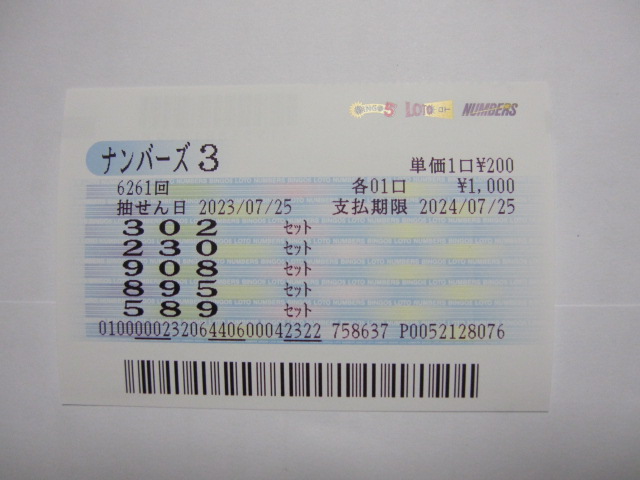 BINGO 5 LOTO NUMBERS
ナンバーズ3 単価1口¥200
6261回 各01口 ¥1,000
抽せん日 2023/07/25 支払期限 2024/07/25
302 セット
230 セット
908 セット
895 セット
589 セット
010000023206440600042322 758637 P0052128076